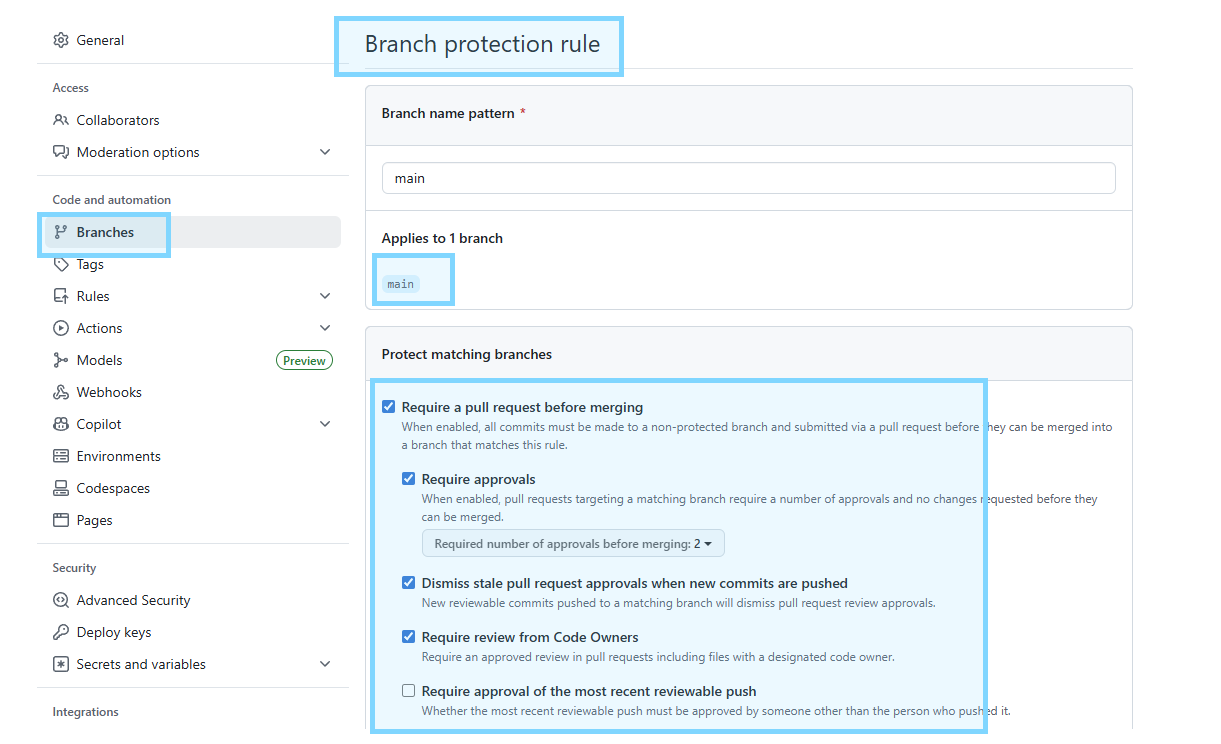 General
Access
Collaborators
Moderation options
Code and automation
Branches
Tags
Rules
Actions
Models Preview
Webhooks
Copilot
Environments
Codespaces
Pages
Security
Advanced Security
Deploy keys
Secrets and variables
Integrations
Branch protection rule
Branch name pattern *
main
Applies to 1 branch
main
Protect matching branches
Require a pull request before merging
When enabled, all commits must be made to a non-protected branch and submitted via a pull request before they can be merged into
a branch that matches this rule.
Require approvals
When enabled, pull requests targeting a matching branch require a number of approvals and no changes requested before they
can be merged.
Required number of approvals before merging: 2
Dismiss stale pull request approvals when new commits are pushed
New reviewable commits pushed to a matching branch will dismiss pull request review approvals.
Require review from Code Owners
Require an approved review in pull requests including files with a designated code owner.
Require approval of the most recent reviewable push
Whether the most recent reviewable push must be approved by someone other than the person who pushed it.